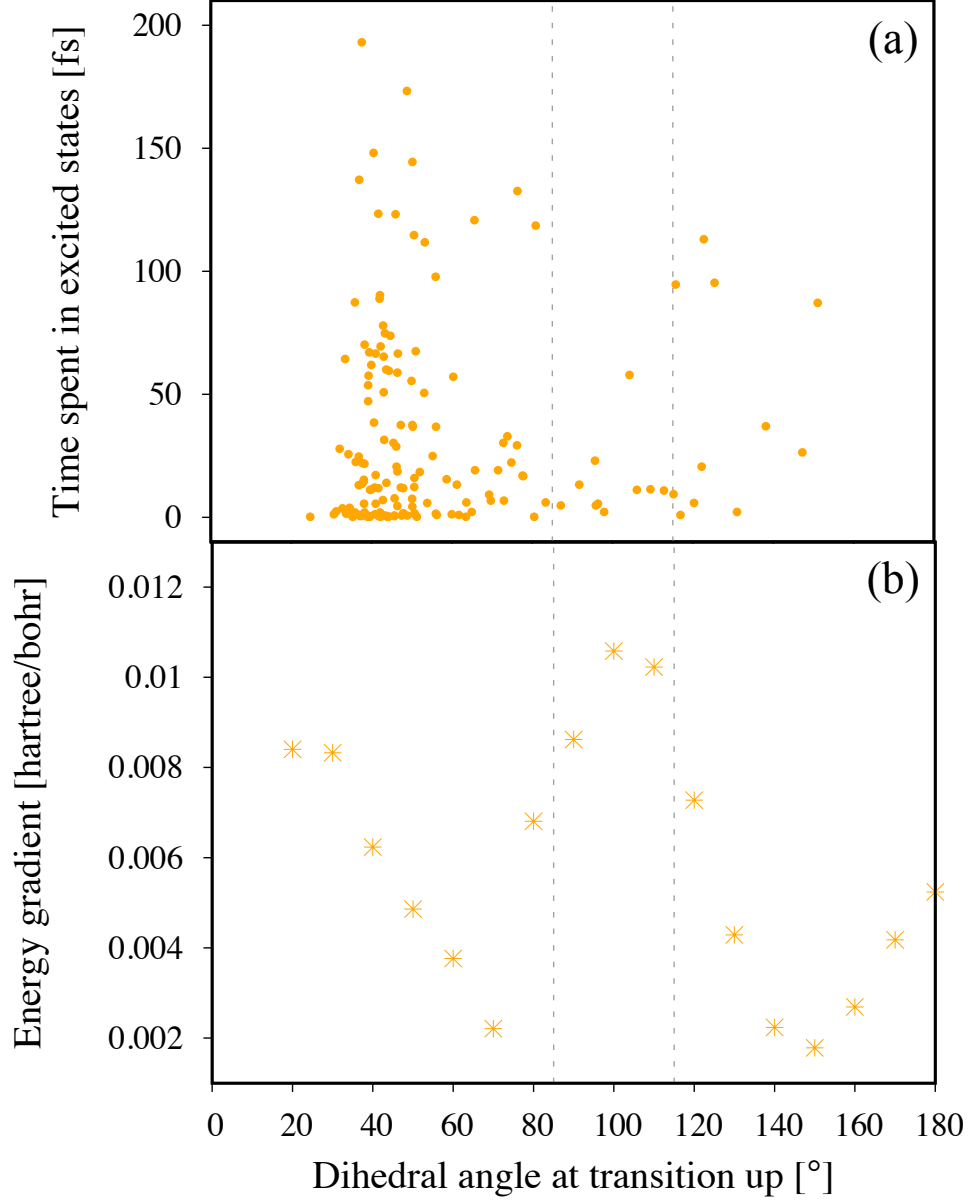 (a)
Time spent in excited states [fs]
200
150
100
50
0
(b)
Energy gradient [hartree/bohr]
0.012
0.01
0.008
0.006
0.004
0.002
0 20 40 60 80 100 120 140 160 180
Dihedral angle at transition up [°]